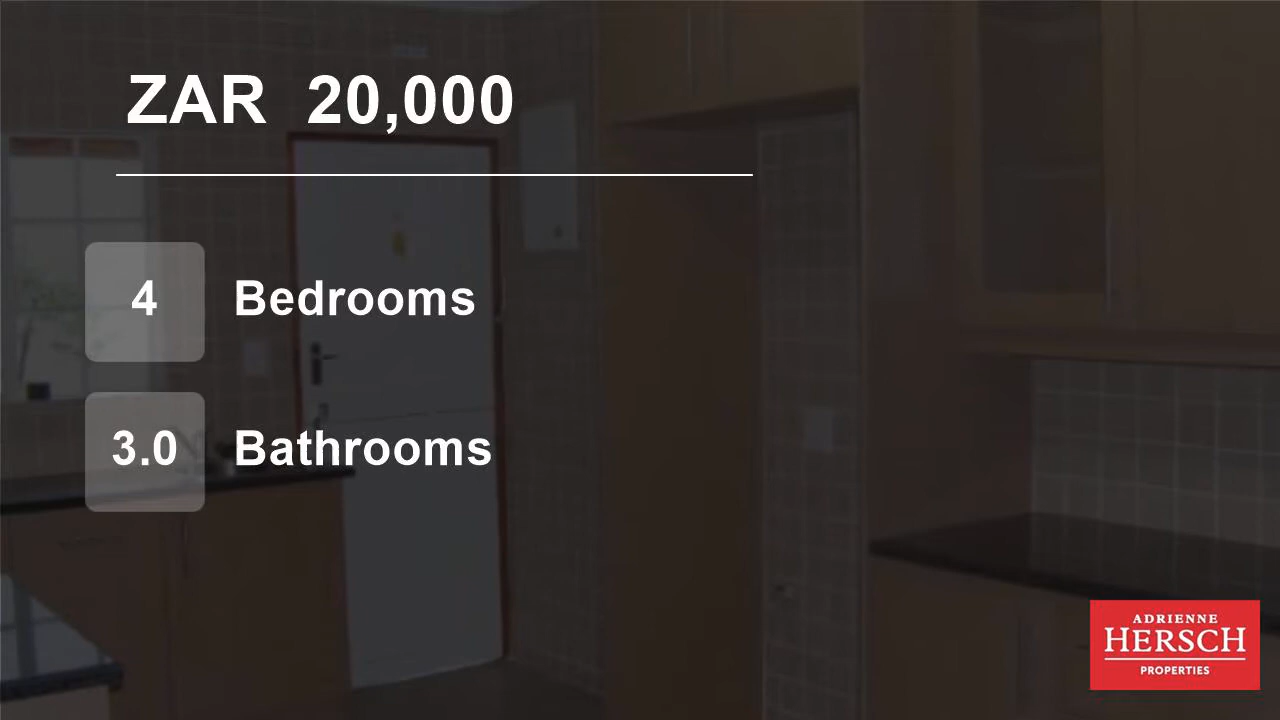 ZAR 20,000
4 Bedrooms
3.0 Bathrooms
ADRIENNE
HERSCH
PROPERTIES